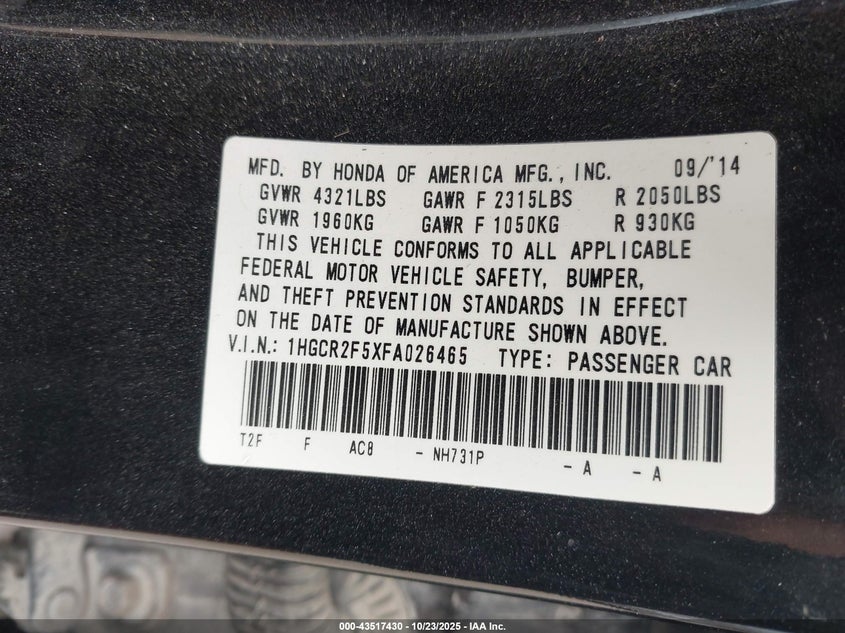 MFD. BY HONDA OF AMERICA MFG., INC. 09/'14
GVWR 4321LBS GAWR F 2315LBS R 2050LBS
GVWR 1960KG GAWR F 1050KG R 930KG
THIS VEHICLE CONFORMS TO ALL APPLICABLE
FEDERAL MOTOR VEHICLE SAFETY, BUMPER,
AND THEFT PREVENTION STANDARDS IN EFFECT
ON THE DATE OF MANUFACTURE SHOWN ABOVE.
V.I.N.: 1HGCR2F5XFA026465 TYPE: PASSENGER CAR
T2F F AC8 - NH731P - A - A
000-43517430 - 10/23/2025 - IAA Inc.